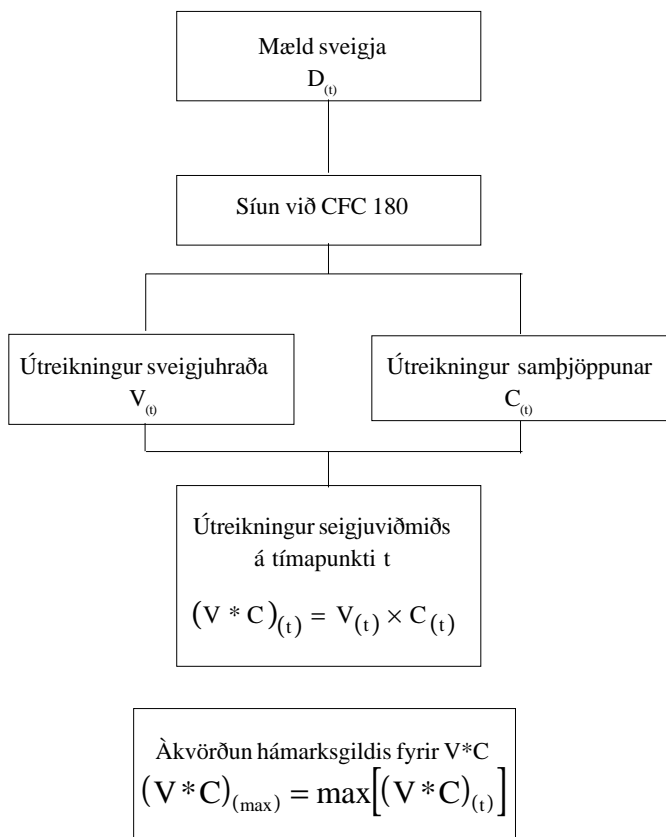 Mæld sveigja
D(t)
Síun við CFC 180
Útreikningur sveigjuhraða
V(t)
Útreikningur samþjöppunar
C(t)
Útreikningur seigjuviðmiðs
á tímapunkti t
(V * C)(t) = V(t) × C(t)
Àkvörðun hámarksgildis fyrir V*C
(V * C)(max) = max[(V * C)(t)]